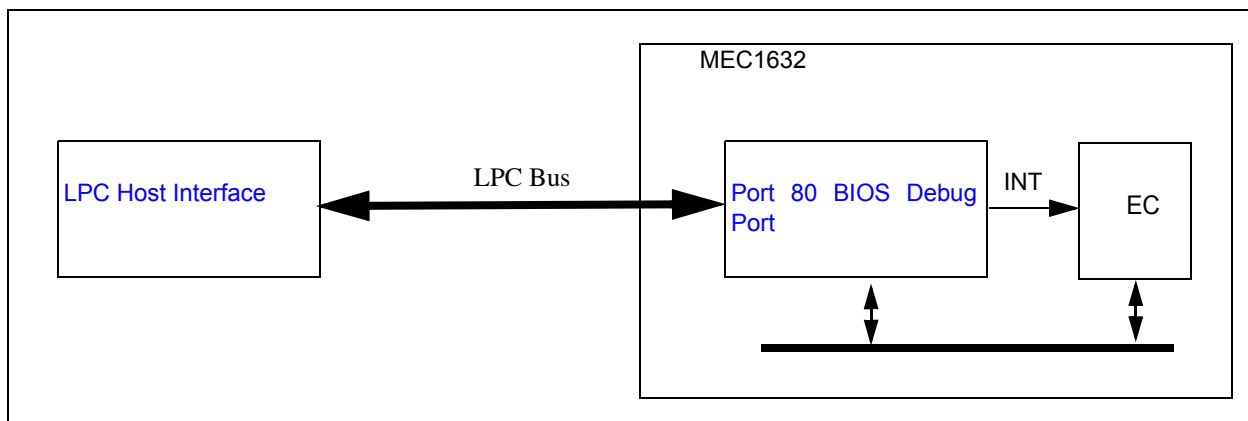 MEC1632
LPC Host Interface
LPC Bus
Port 80 BIOS Debug
Port
INT
EC